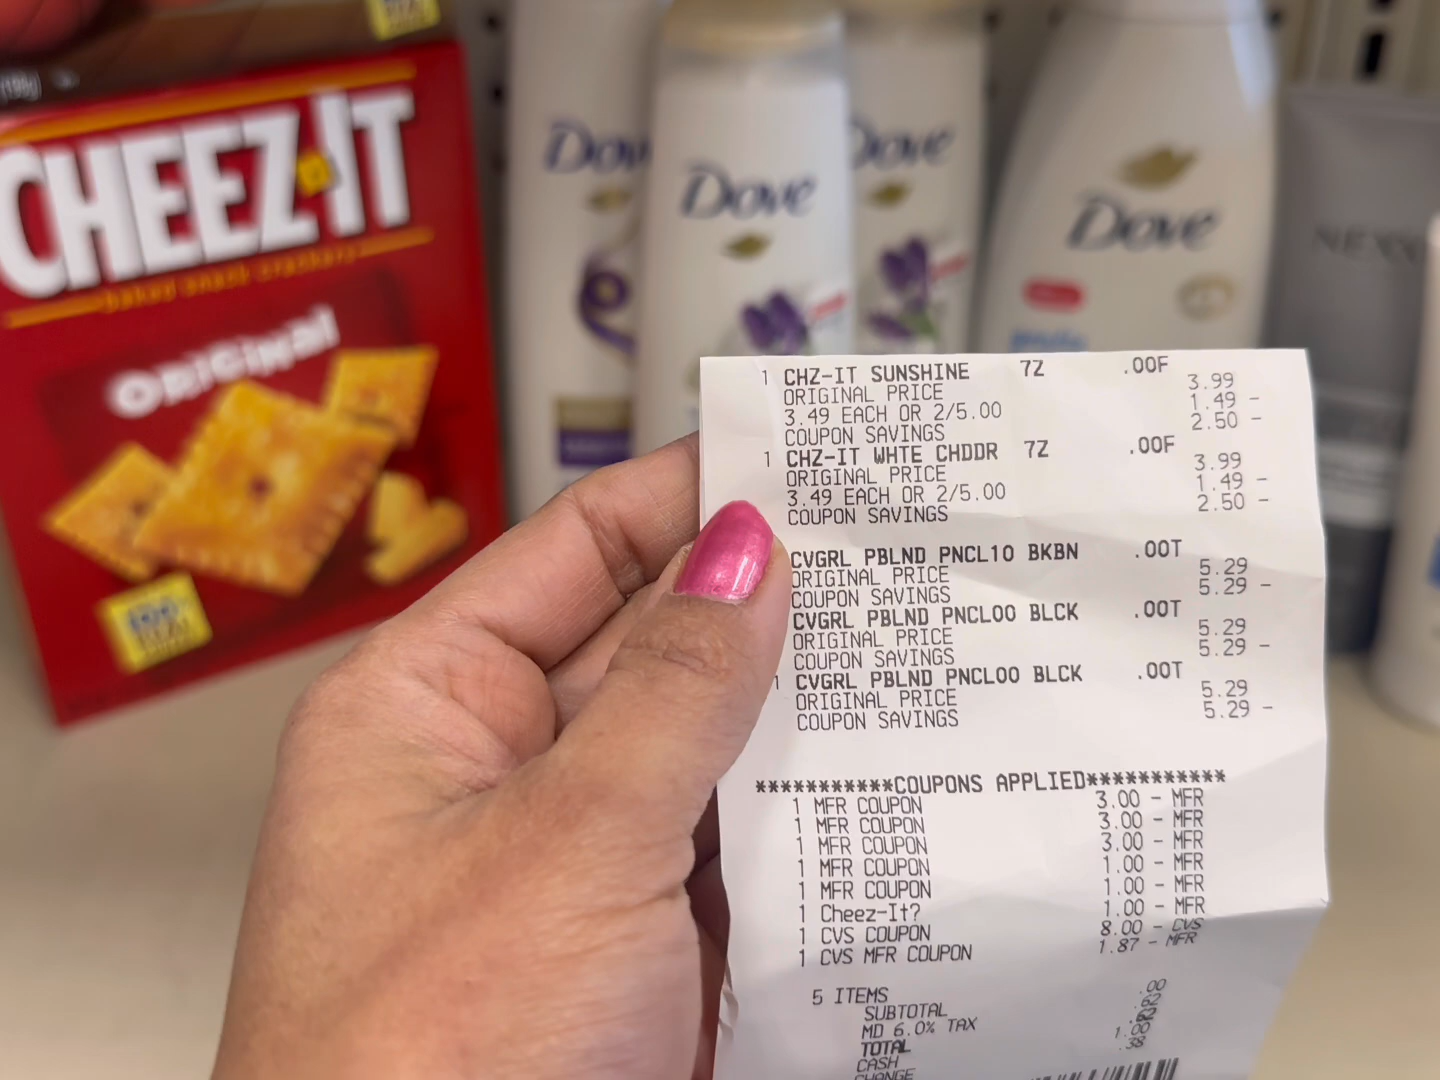 CHEEZ-IT
BAKED SNACK CRACKERS
ORIGINAL
Dove
Dove
Dove
Dove
NEXX
1 CHZ-IT SUNSHINE 7Z .00F
ORIGINAL PRICE 3.99
3.49 EACH OR 2/5.00 1.49 -
COUPON SAVINGS 2.50 -
1 CHZ-IT WHTE CHDDR 7Z .00F
ORIGINAL PRICE 3.99
3.49 EACH OR 2/5.00 1.49 -
COUPON SAVINGS 2.50 -
CVGRL PBLND PNCL10 BKBN .00T
ORIGINAL PRICE 5.29
COUPON SAVINGS 5.29 -
CVGRL PBLND PNCL00 BLCK .00T
ORIGINAL PRICE 5.29
COUPON SAVINGS 5.29 -
1 CVGRL PBLND PNCL00 BLCK .00T
ORIGINAL PRICE 5.29
COUPON SAVINGS 5.29 -
***********COUPONS APPLIED***********
1 MFR COUPON 3.00 - MFR
1 MFR COUPON 3.00 - MFR
1 MFR COUPON 3.00 - MFR
1 MFR COUPON 1.00 - MFR
1 MFR COUPON 1.00 - MFR
1 Cheez-It? 1.00 - MFR
1 CVS COUPON 8.00 - CVS
1 CVS MFR COUPON 1.87 - MFR
5 ITEMS
SUBTOTAL .00
MD 6.0% TAX .62
TOTAL .62
CASH 1.00
CHANGE .38